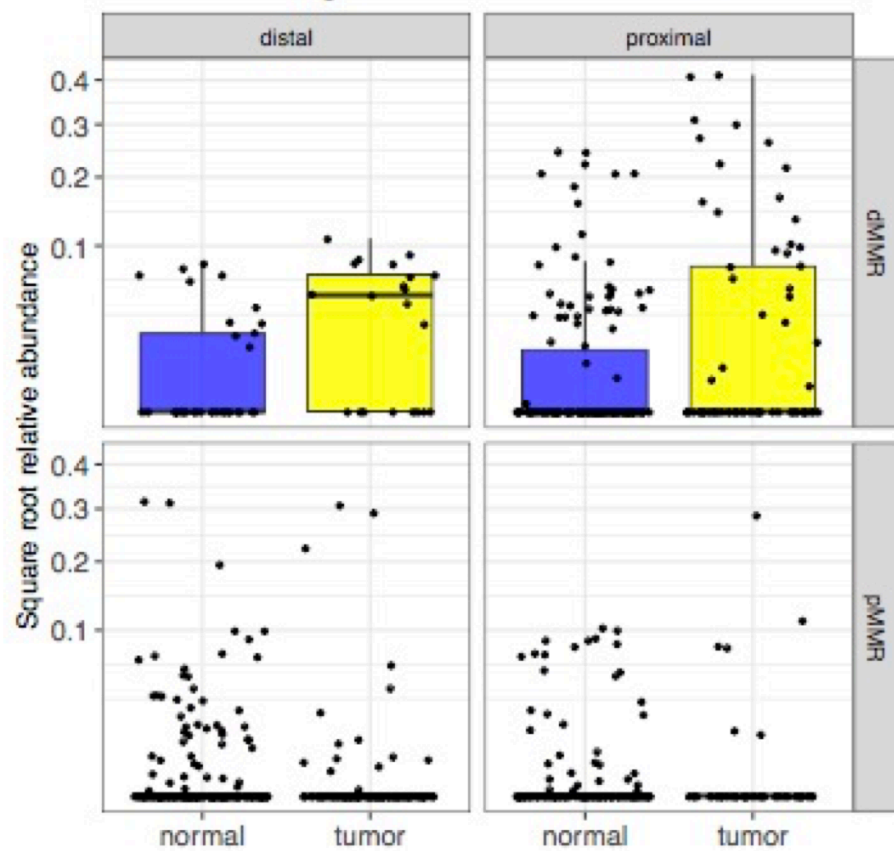 distal proximal
0.4
0.3
0.2
0.1
dMMR
Square root relative abundance
0.4
0.3
0.2
0.1
pMMR
normal tumor normal tumor